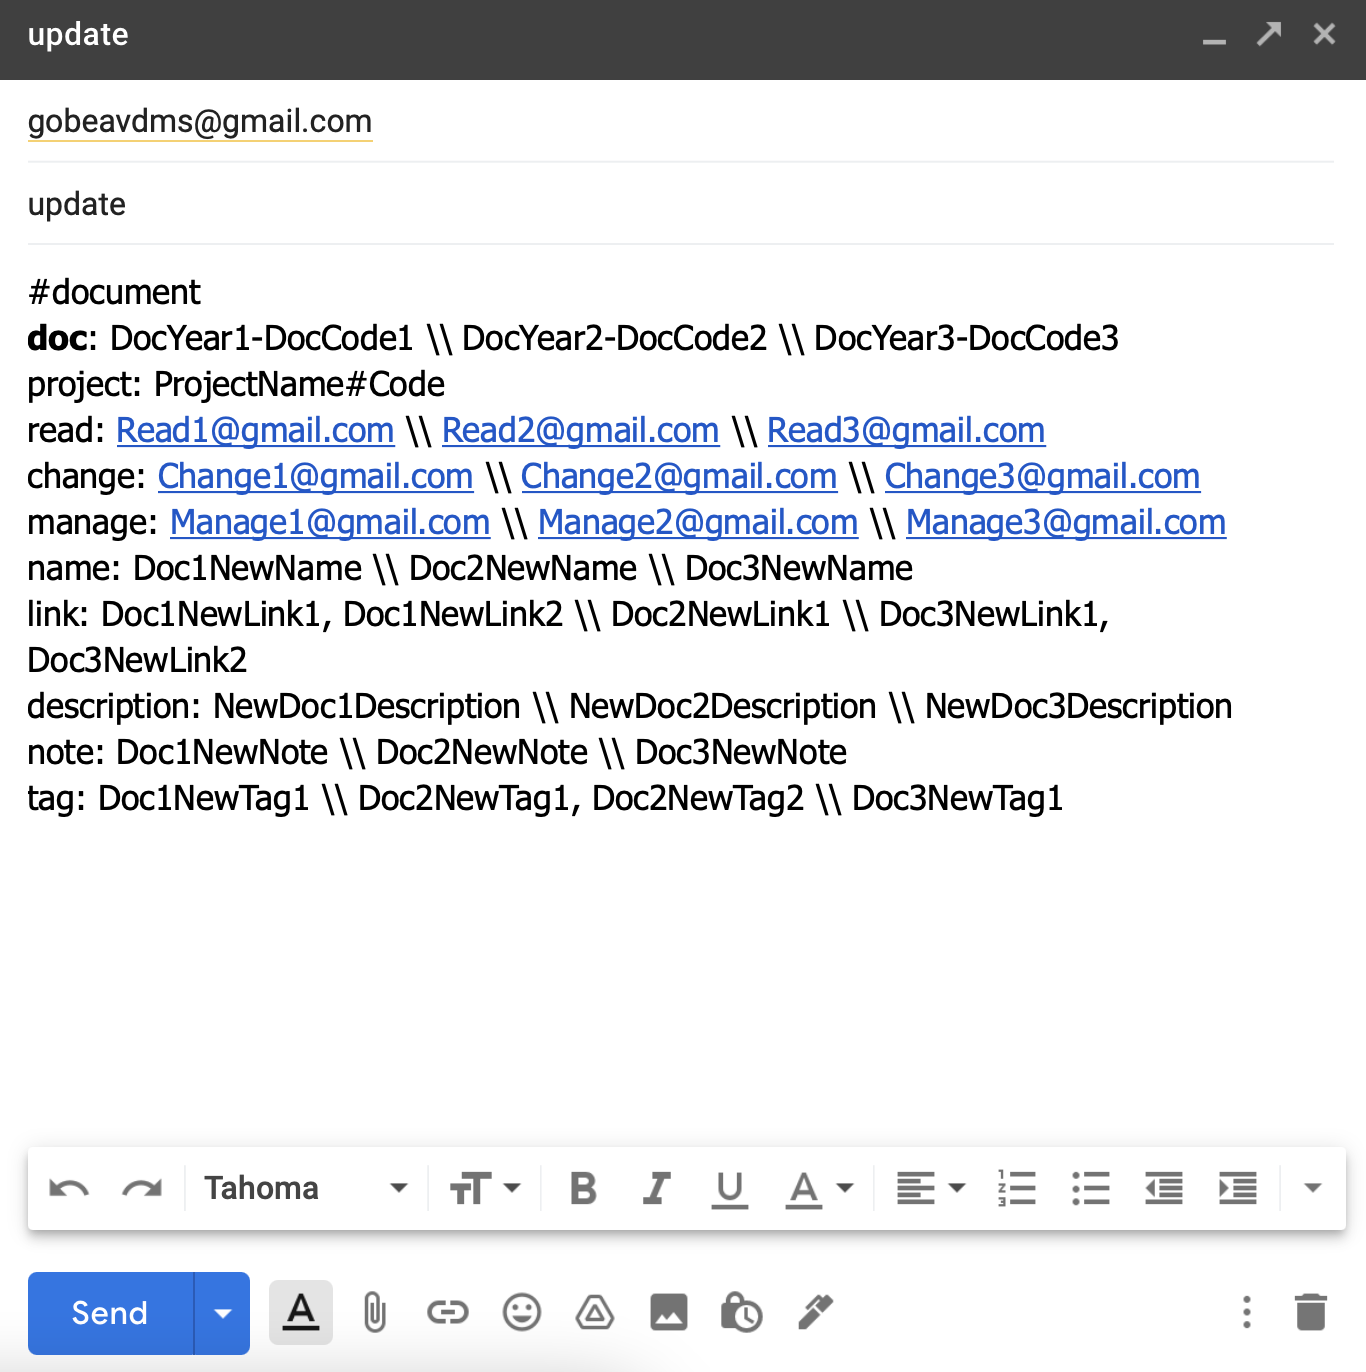 update
gobeavdms@gmail.com
update
#document
doc: DocYear1-DocCode1 \\ DocYear2-DocCode2 \\ DocYear3-DocCode3
project: ProjectName#Code
read: Read1@gmail.com \\ Read2@gmail.com \\ Read3@gmail.com
change: Change1@gmail.com \\ Change2@gmail.com \\ Change3@gmail.com
manage: Manage1@gmail.com \\ Manage2@gmail.com \\ Manage3@gmail.com
name: Doc1NewName \\ Doc2NewName \\ Doc3NewName
link: Doc1NewLink1, Doc1NewLink2 \\ Doc2NewLink1 \\ Doc3NewLink1,
Doc3NewLink2
description: NewDoc1Description \\ NewDoc2Description \\ NewDoc3Description
note: Doc1NewNote \\ Doc2NewNote \\ Doc3NewNote
tag: Doc1NewTag1 \\ Doc2NewTag1, Doc2NewTag2 \\ Doc3NewTag1
Tahoma
Send